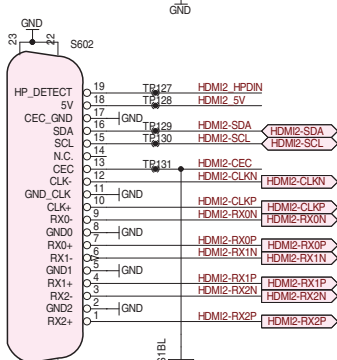 GND
GND
23
22
S602
HP_DETECT 19 TP127 HDMI2_HPDIN
5V 18 TP128 HDMI2_5V
CEC_GND 17 GND
SDA 16 TP129 HDMI2-SDA HDMI2-SDA
SCL 15 TP130 HDMI2-SCL HDMI2-SCL
N.C. 14
CEC 13 TP131 HDMI2-CEC
CLK- 12 HDMI2-CLKN HDMI2-CLKN
GND_CLK 11 GND
CLK+ 10 HDMI2-CLKP HDMI2-CLKP
RX0- 9 HDMI2-RX0N HDMI2-RX0N
GND0 8 GND
RX0+ 7 HDMI2-RX0P HDMI2-RX0P
RX1- 6 HDMI2-RX1N HDMI2-RX1N
GND1 5 GND
RX1+ 4 HDMI2-RX1P HDMI2-RX1P
RX2- 3 HDMI2-RX2N HDMI2-RX2N
GND2 2 GND
RX2+ 1 HDMI2-RX2P HDMI2-RX2P